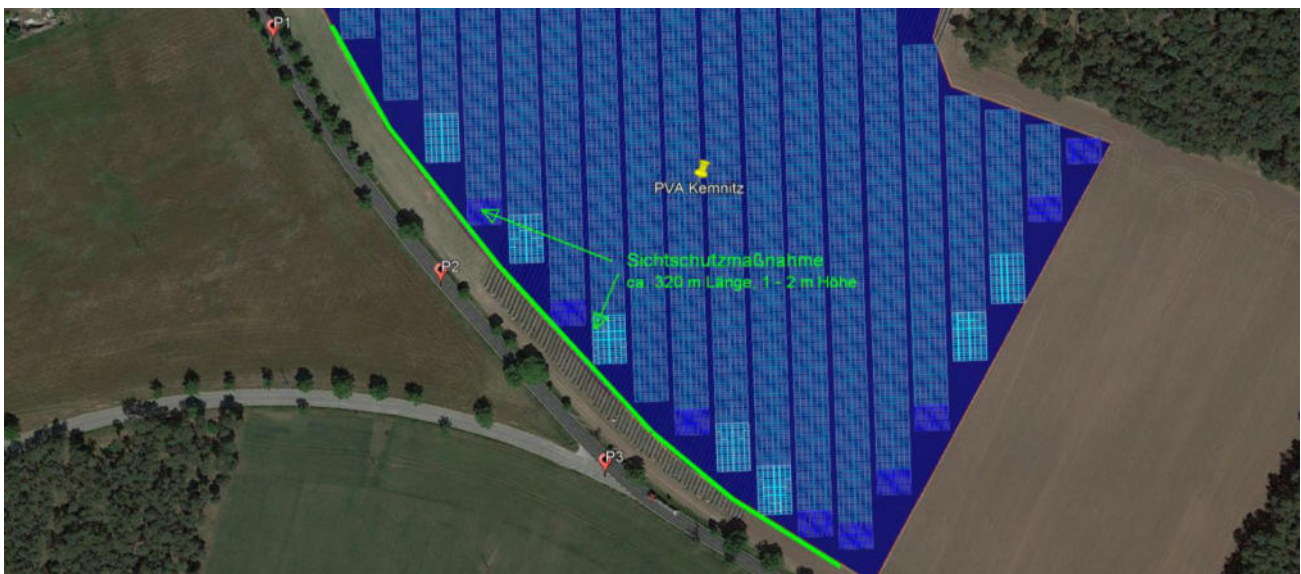 P1
PVA Kemnitz
Sichtschutzmaßnahme
ca. 320 m Länge, 1 - 2 m Höhe
P2
P3